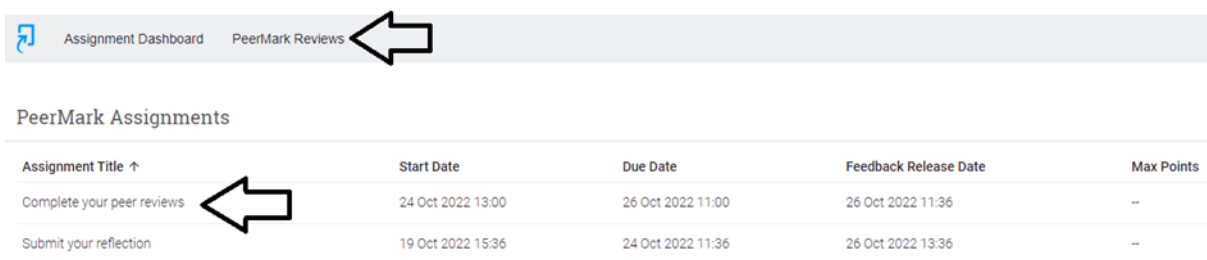 Assignment Dashboard PeerMark Reviews
PeerMark Assignments
Assignment Title ↑ Start Date Due Date Feedback Release Date Max Points
Complete your peer reviews 24 Oct 2022 13:00 26 Oct 2022 11:00 26 Oct 2022 11:36 --
Submit your reflection 19 Oct 2022 15:36 24 Oct 2022 11:36 26 Oct 2022 13:36 --